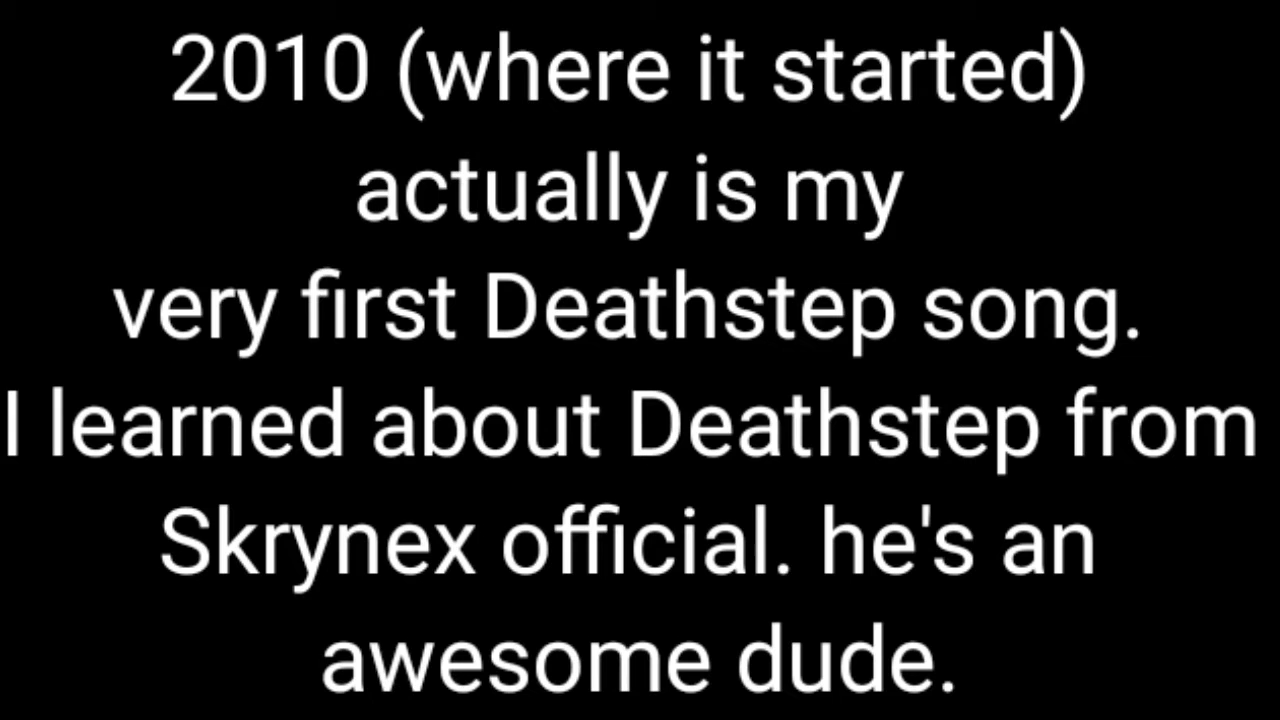 2010 (where it started)
actually is my
very first Deathstep song.
I learned about Deathstep from
Skrynex official. he's an
awesome dude.